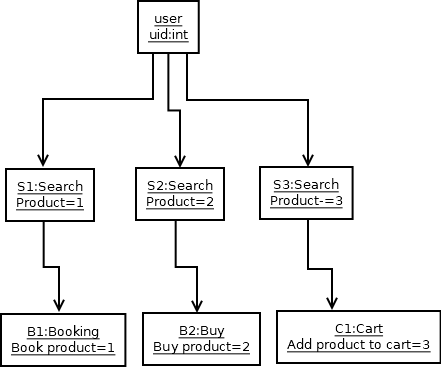 user
uid:int
S1:Search
Product=1
S2:Search
Product=2
S3:Search
Product-=3
B1:Booking
Book product=1
B2:Buy
Buy product=2
C1:Cart
Add product to cart=3